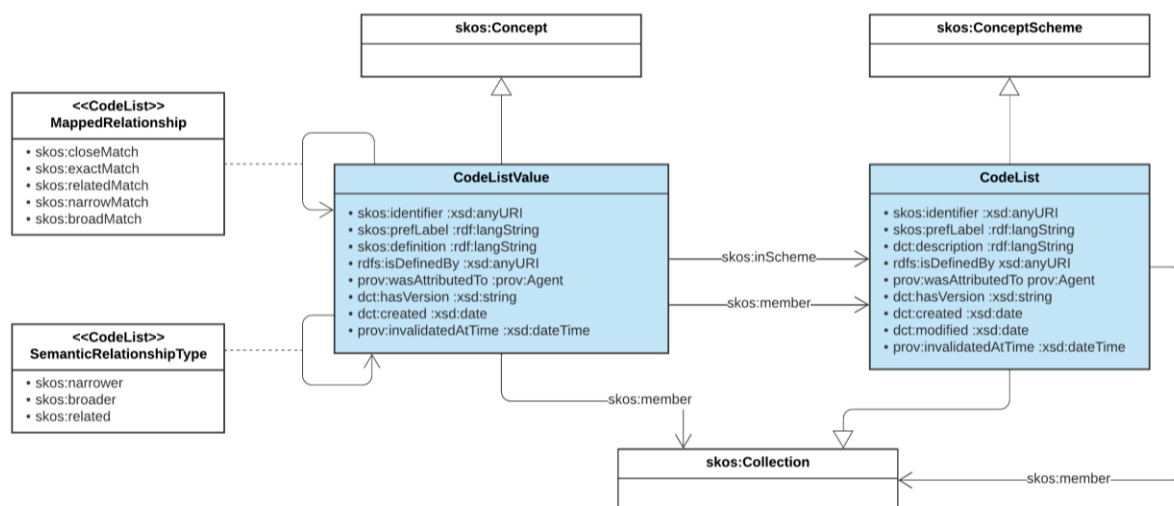 skos:Concept
skos:ConceptScheme
<<CodeList>>
MappedRelationship
• skos:closeMatch
• skos:exactMatch
• skos:relatedMatch
• skos:narrowMatch
• skos:broadMatch
CodeListValue
• skos:identifier :xsd:anyURI
• skos:prefLabel :rdf:langString
• skos:definition :rdf:langString
• rdfs:isDefinedBy :xsd:anyURI
• prov:wasAttributedTo :prov:Agent
• dct:hasVersion :xsd:string
• dct:created :xsd:date
• prov:invalidatedAtTime :xsd:dateTime
skos:inScheme
skos:member
CodeList
• skos:identifier :xsd:anyURI
• skos:prefLabel :rdf:langString
• dct:description :rdf:langString
• rdfs:isDefinedBy xsd:anyURI
• prov:wasAttributedTo prov:Agent
• dct:hasVersion :xsd:string
• dct:created :xsd:date
• dct:modified :xsd:date
• prov:invalidatedAtTime :xsd:dateTime
<<CodeList>>
SemanticRelationshipType
• skos:narrower
• skos:broader
• skos:related
skos:member
skos:Collection
skos:member